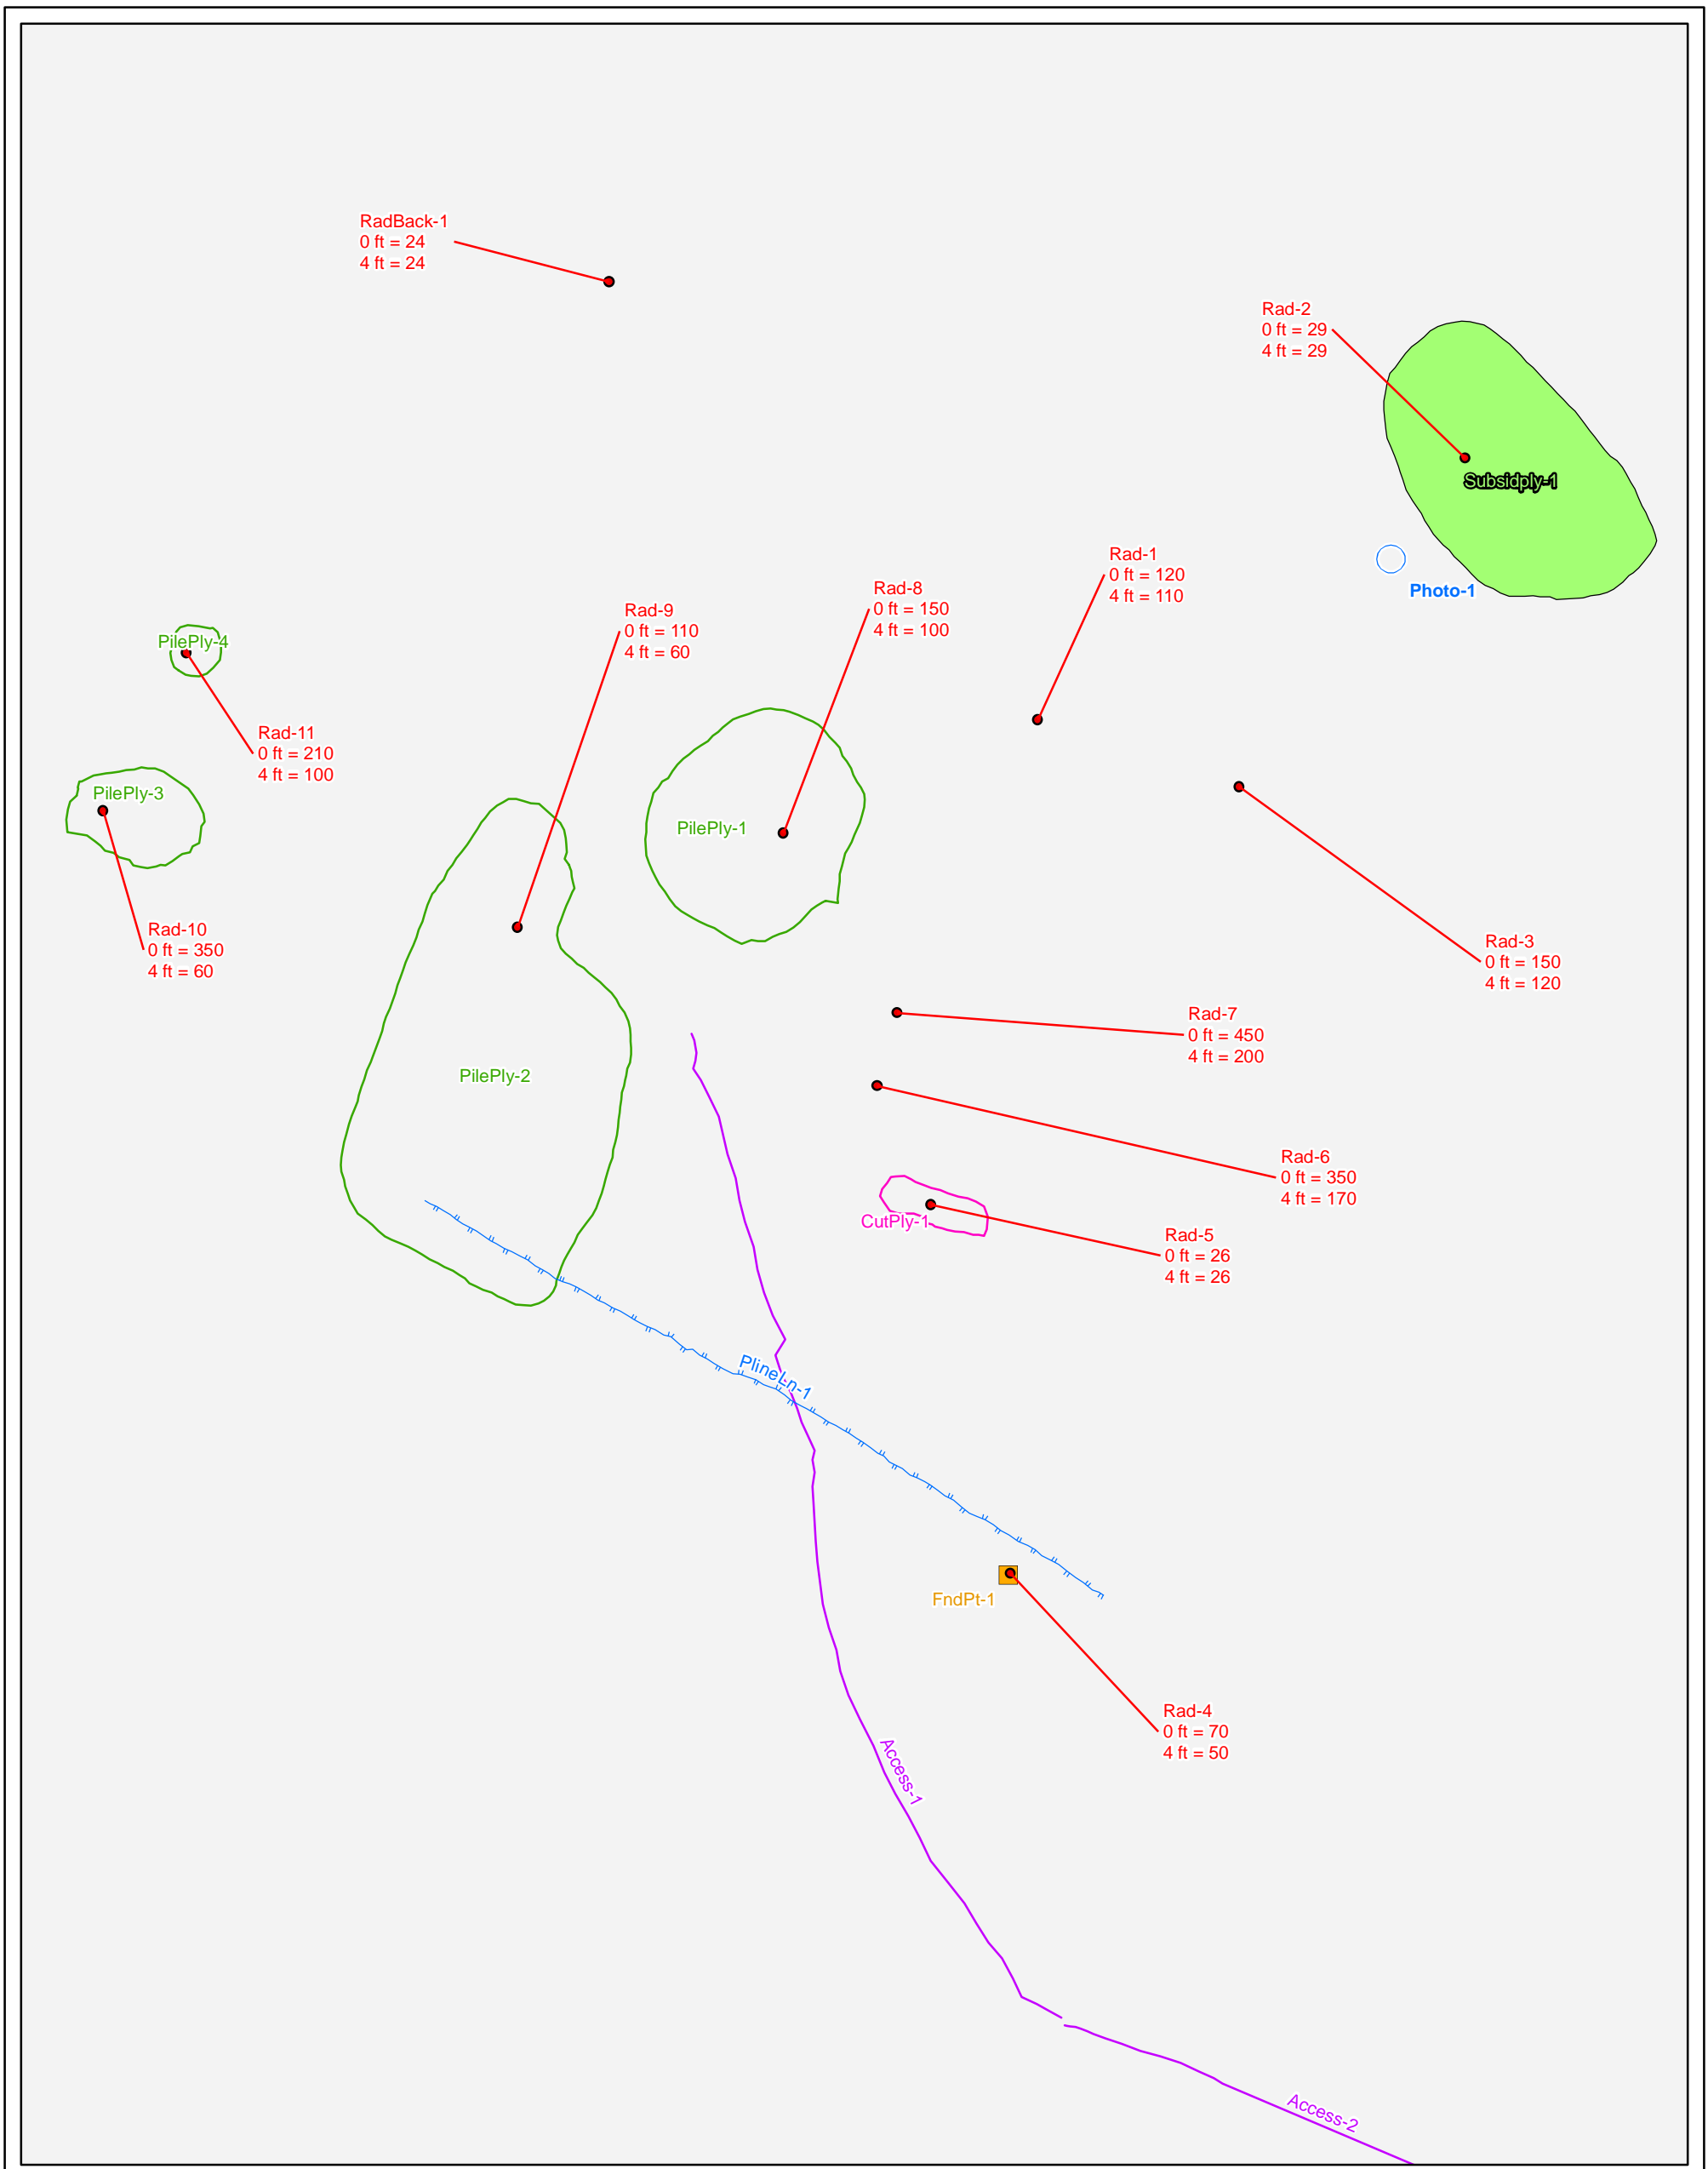 RadBack-1
0 ft = 24
4 ft = 24
Rad-2
0 ft = 29
4 ft = 29
Subsidply-1
Photo-1
Rad-1
0 ft = 120
4 ft = 110
Rad-8
0 ft = 150
4 ft = 100
Rad-9
0 ft = 110
4 ft = 60
PilePly-4
Rad-11
0 ft = 210
4 ft = 100
PilePly-3
PilePly-1
Rad-10
0 ft = 350
4 ft = 60
Rad-3
0 ft = 150
4 ft = 120
Rad-7
0 ft = 450
4 ft = 200
PilePly-2
Rad-6
0 ft = 350
4 ft = 170
CutPly-1
Rad-5
0 ft = 26
4 ft = 26
PlineLn-1
FndPt-1
Rad-4
0 ft = 70
4 ft = 50
Access-1
Access-2